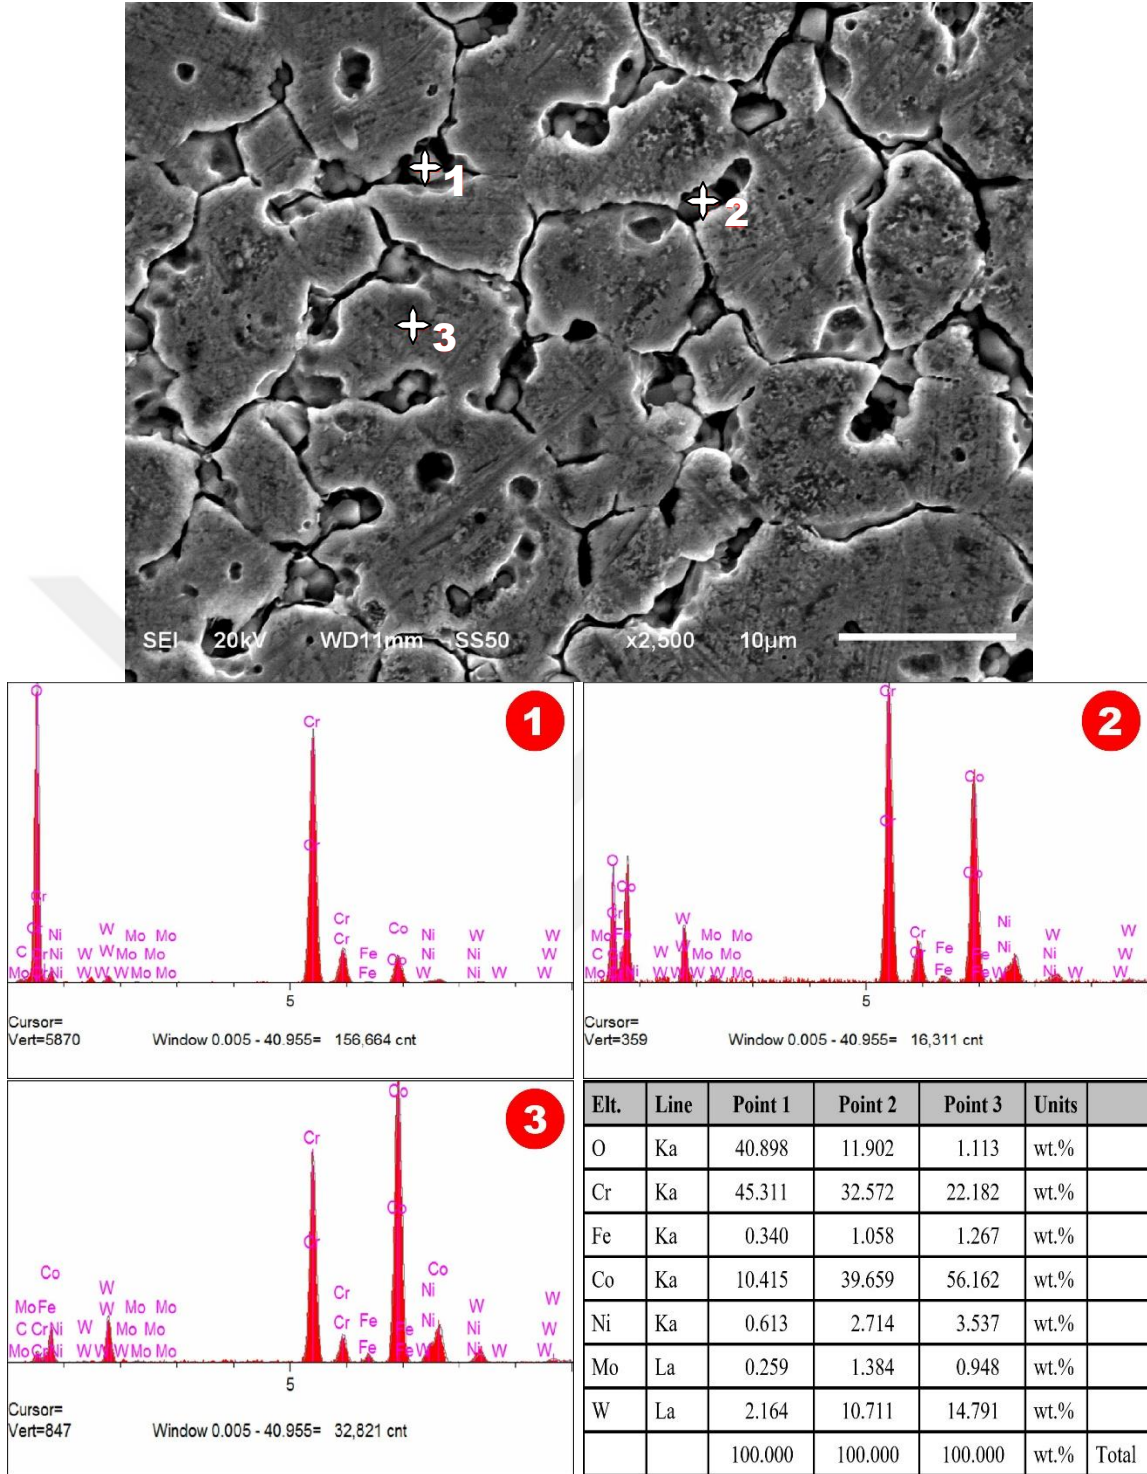 1
2
3
SEI 20kV WD11mm SS50 x2,500 10µm
1
O
Cr
Cr
Cr
Cr
Cr
Co
C Cr Ni W W Mo Mo Cr Fe Co Ni W W
Mo Cr Ni W W W Mo Mo Fe W Ni W W
5
Cursor=
Vert=5870 Window 0.005 - 40.955= 156,664 cnt
2
Cr
Cr
Co
Co
O
Co
Cr
W
Ni
Mo Fe W Mo Mo Cr Fe Ni W W
C W W Mo Mo Cr Fe Fe Ni W W
5
Cursor=
Vert=359 Window 0.005 - 40.955= 16,311 cnt
3
Co
Cr
Co
Cr
Co
W
W
Ni
Cr
Mo Fe W Mo Mo Fe Ni W W
C Cr Ni W W Mo Mo Cr Fe Fe Ni W
Mo Cr Ni W W Mo Mo Fe Ni W W
5
Cursor=
Vert=847 Window 0.005 - 40.955= 32,821 cnt
Elt. Line Point 1 Point 2 Point 3 Units
O Ka 40.898 11.902 1.113 wt.%
Cr Ka 45.311 32.572 22.182 wt.%
Fe Ka 0.340 1.058 1.267 wt.%
Co Ka 10.415 39.659 56.162 wt.%
Ni Ka 0.613 2.714 3.537 wt.%
Mo La 0.259 1.384 0.948 wt.%
W La 2.164 10.711 14.791 wt.%
100.000 100.000 100.000 wt.% Total